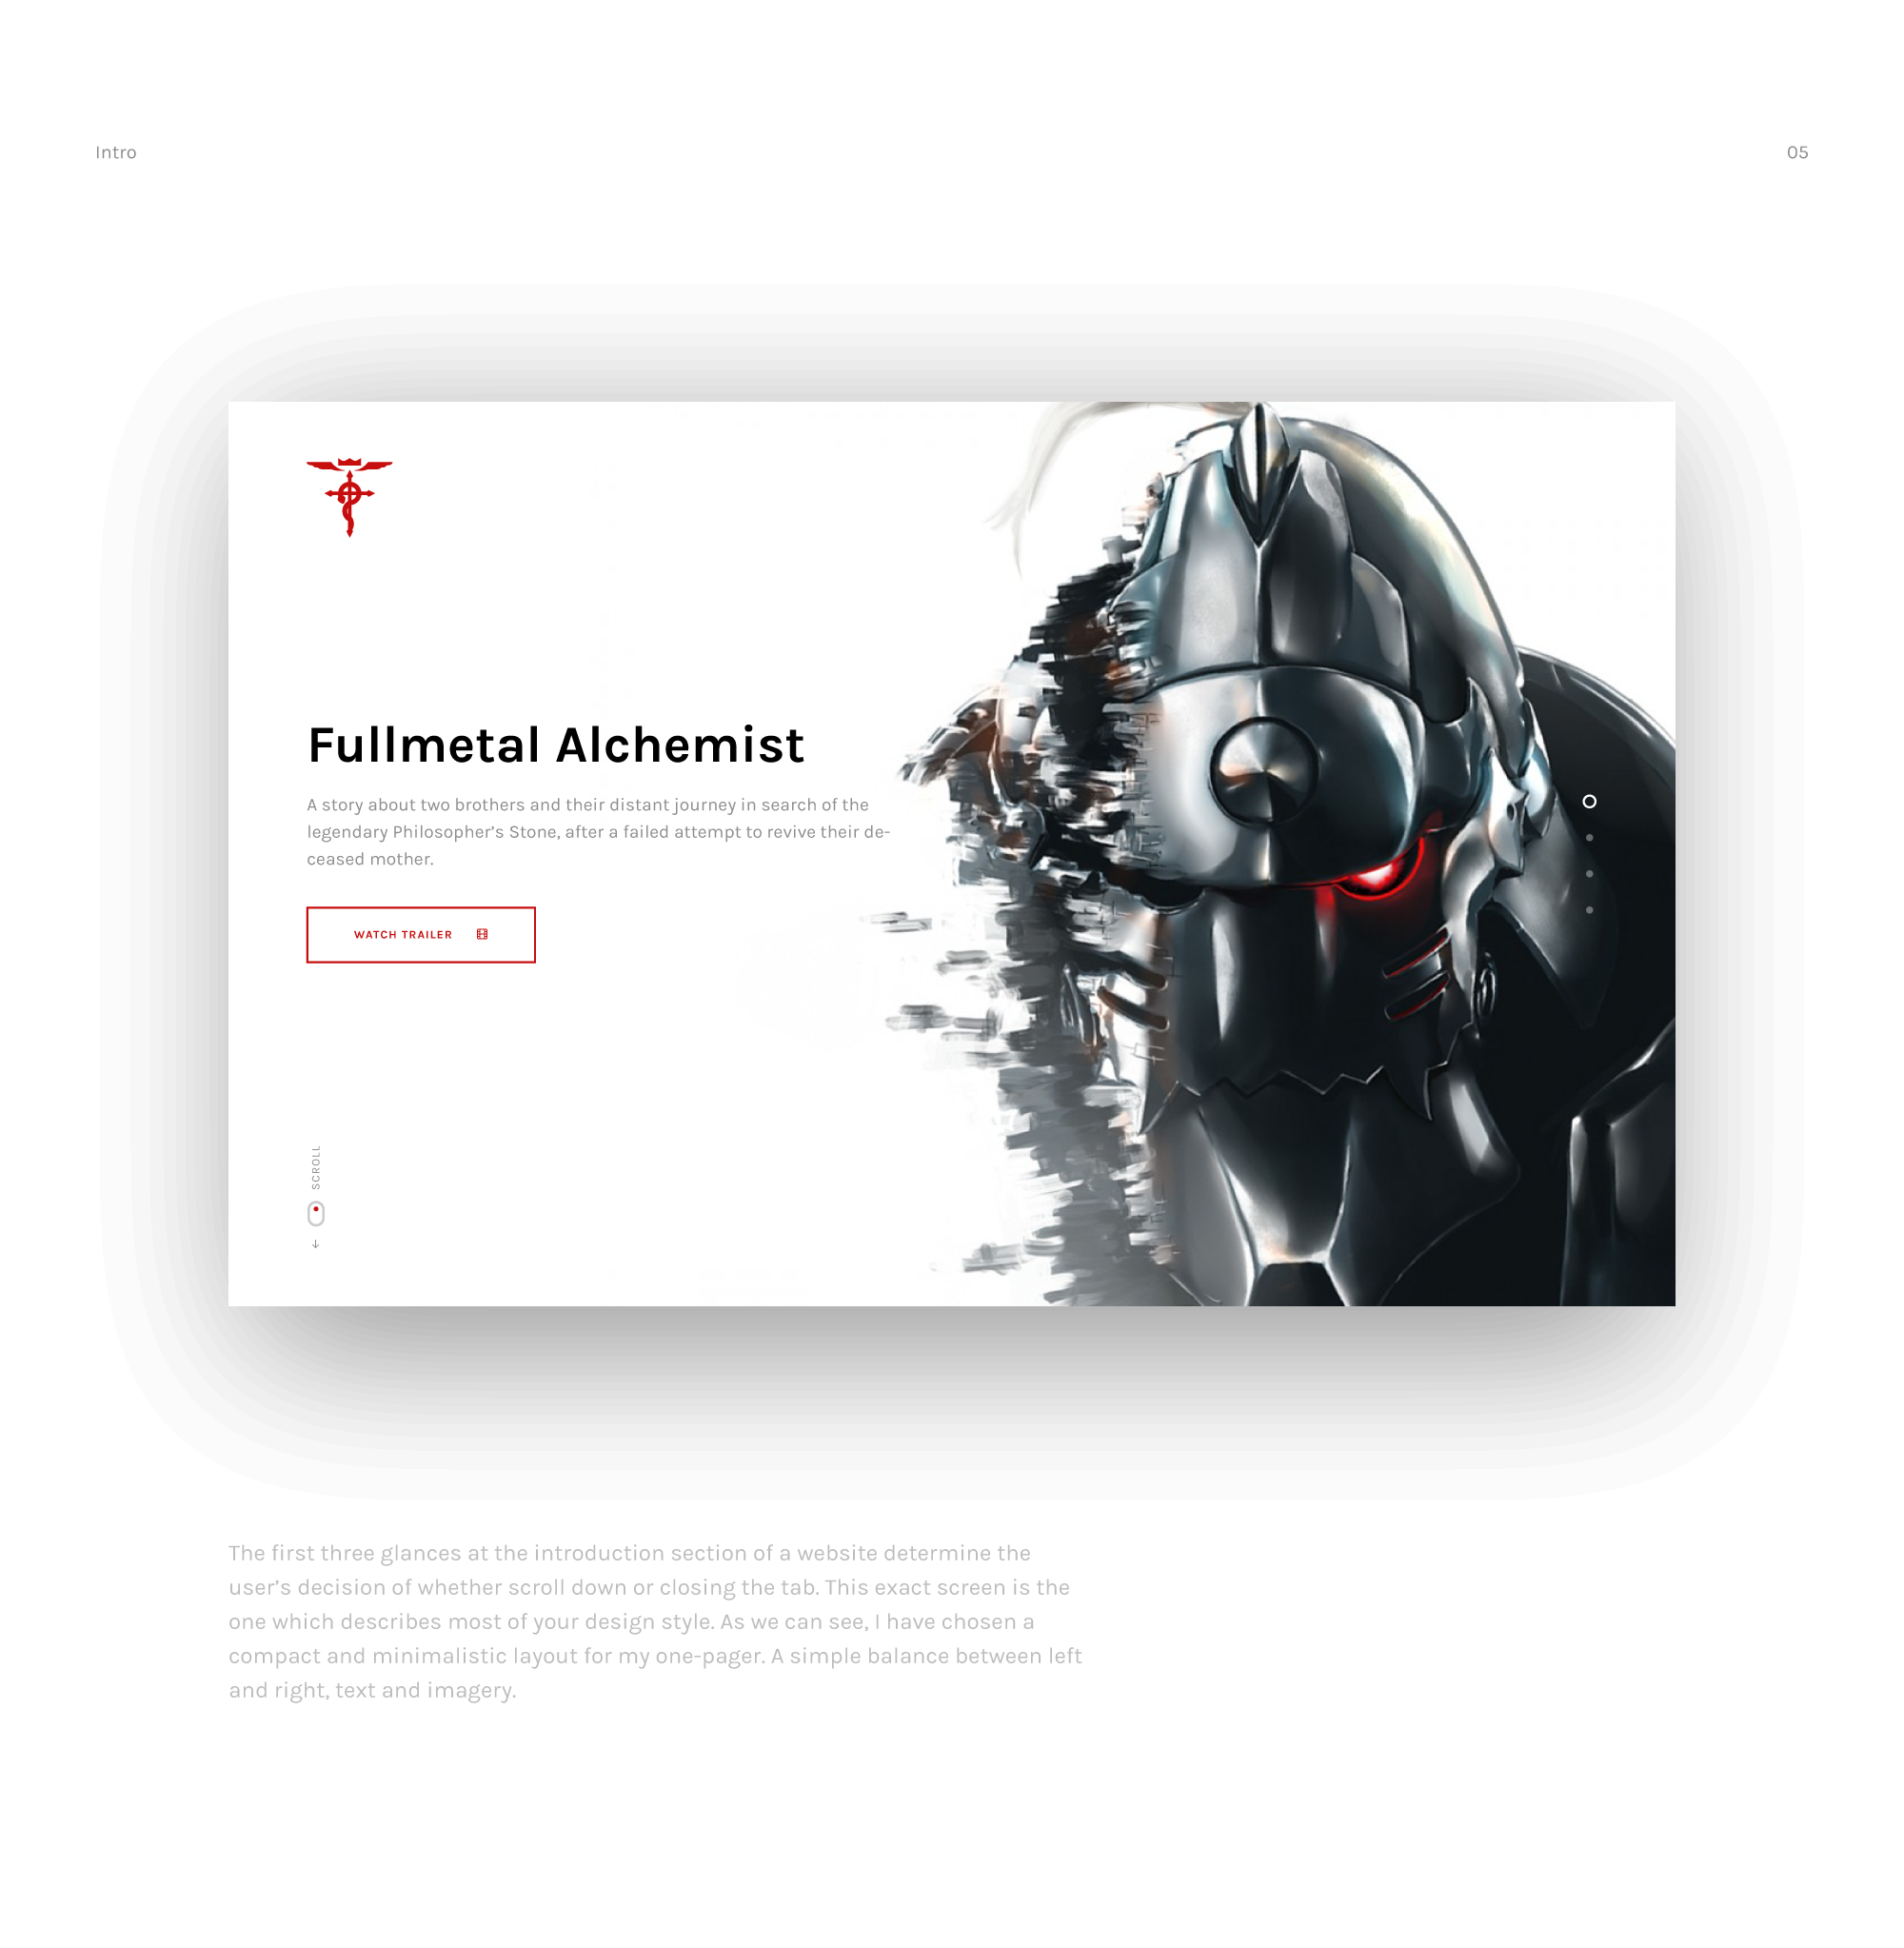 Intro
05
Fullmetal Alchemist
A story about two brothers and their distant journey in search of the
legendary Philosopher’s Stone, after a failed attempt to revive their de-
ceased mother.
WATCH TRAILER
SCROLL
The first three glances at the introduction section of a website determine the
user’s decision of whether scroll down or closing the tab. This exact screen is the
one which describes most of your design style. As we can see, I have chosen a
compact and minimalistic layout for my one-pager. A simple balance between left
and right, text and imagery.